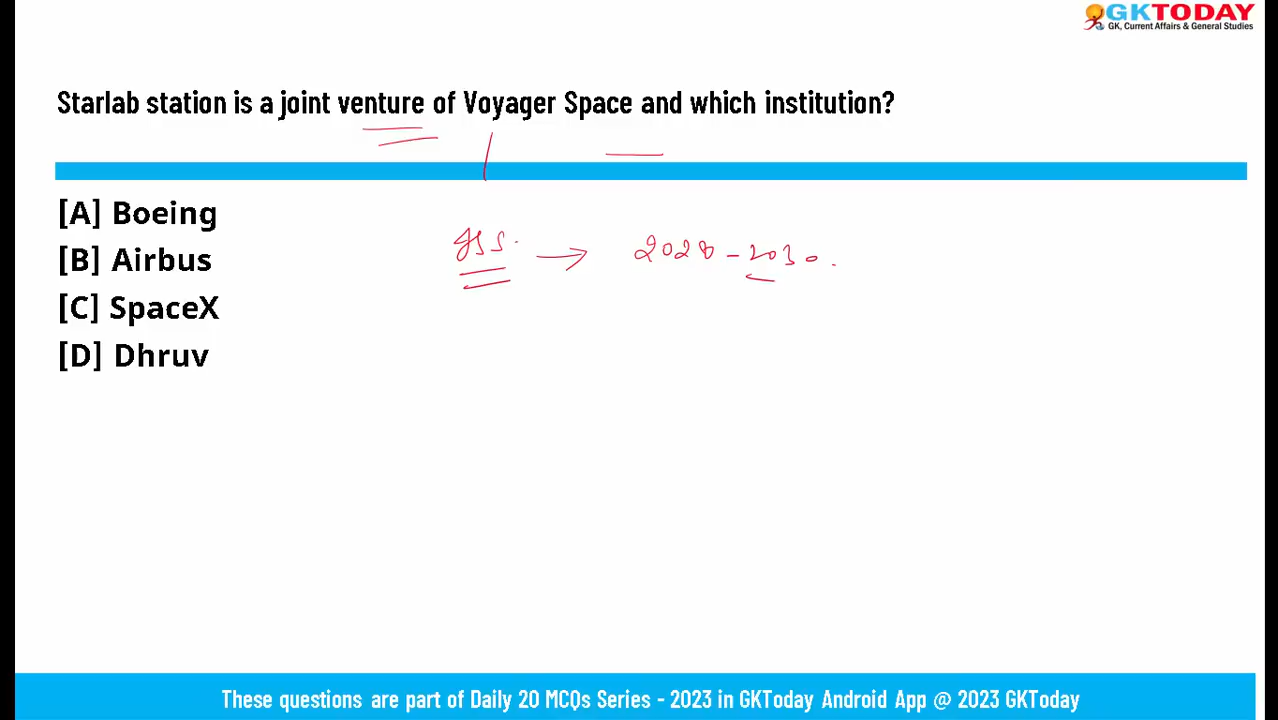 GKTODAY
GK, Current Affairs & General Studies
Starlab station is a joint venture of Voyager Space and which institution?
[A] Boeing
[B] Airbus
[C] SpaceX
[D] Dhruv
2028 - 2030.
These questions are part of Daily 20 MCQs Series - 2023 in GKToday Android App @ 2023 GKToday